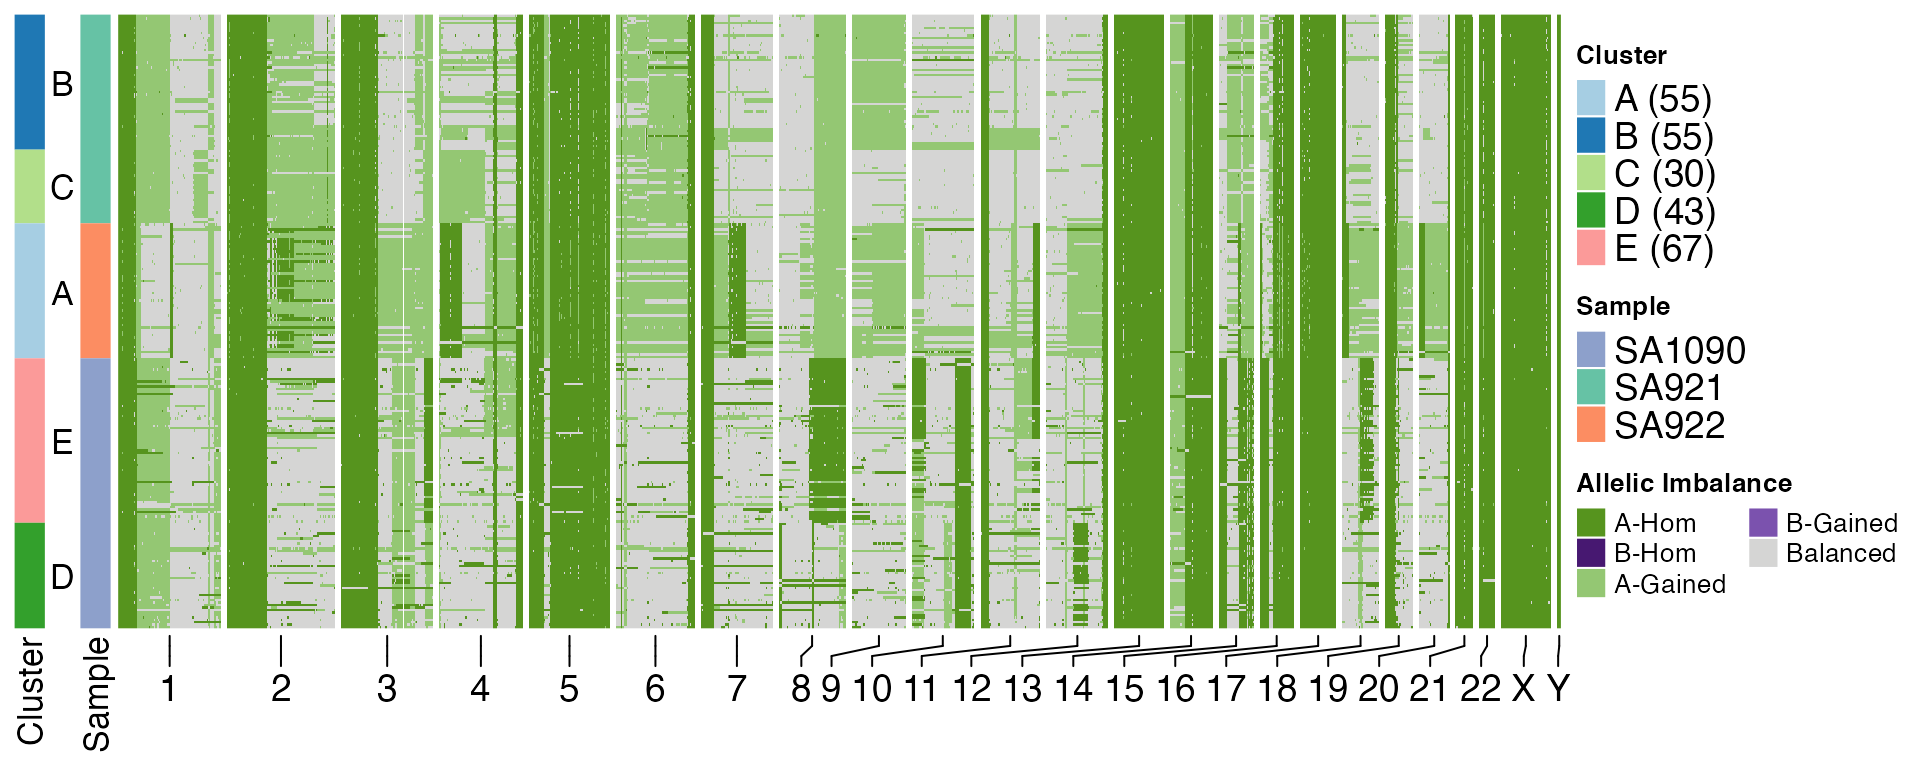 B
C
A
E
D
Cluster
Sample
1 2 3 4 5 6 7 8 9 10 11 12 13 14 15 16 17 18 19 20 21 22 X Y
Cluster
A (55)
B (55)
C (30)
D (43)
E (67)
Sample
SA1090
SA921
SA922
Allelic Imbalance
A-Hom
B-Hom
A-Gained
B-Gained
Balanced